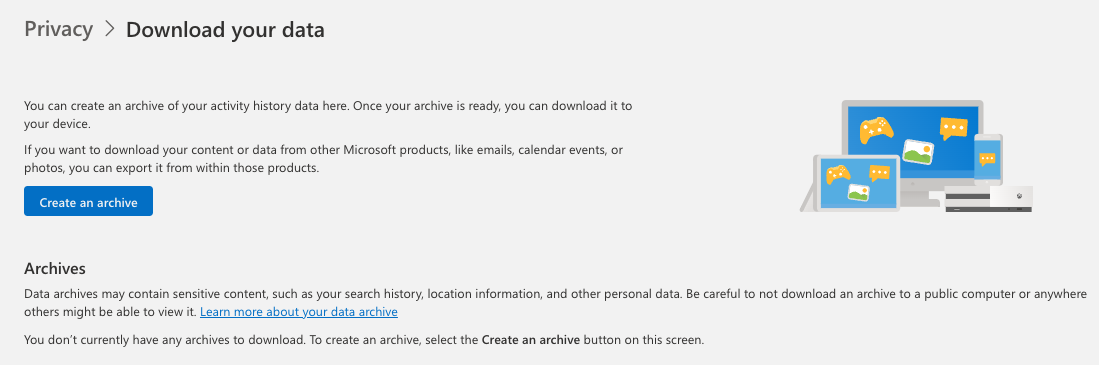 Privacy > Download your data
You can create an archive of your activity history data here. Once your archive is ready, you can download it to
your device.
If you want to download your content or data from other Microsoft products, like emails, calendar events, or
photos, you can export it from within those products.
Create an archive
Archives
Data archives may contain sensitive content, such as your search history, location information, and other personal data. Be careful to not download an archive to a public computer or anywhere
others might be able to view it. Learn more about your data archive
You don’t currently have any archives to download. To create an archive, select the Create an archive button on this screen.